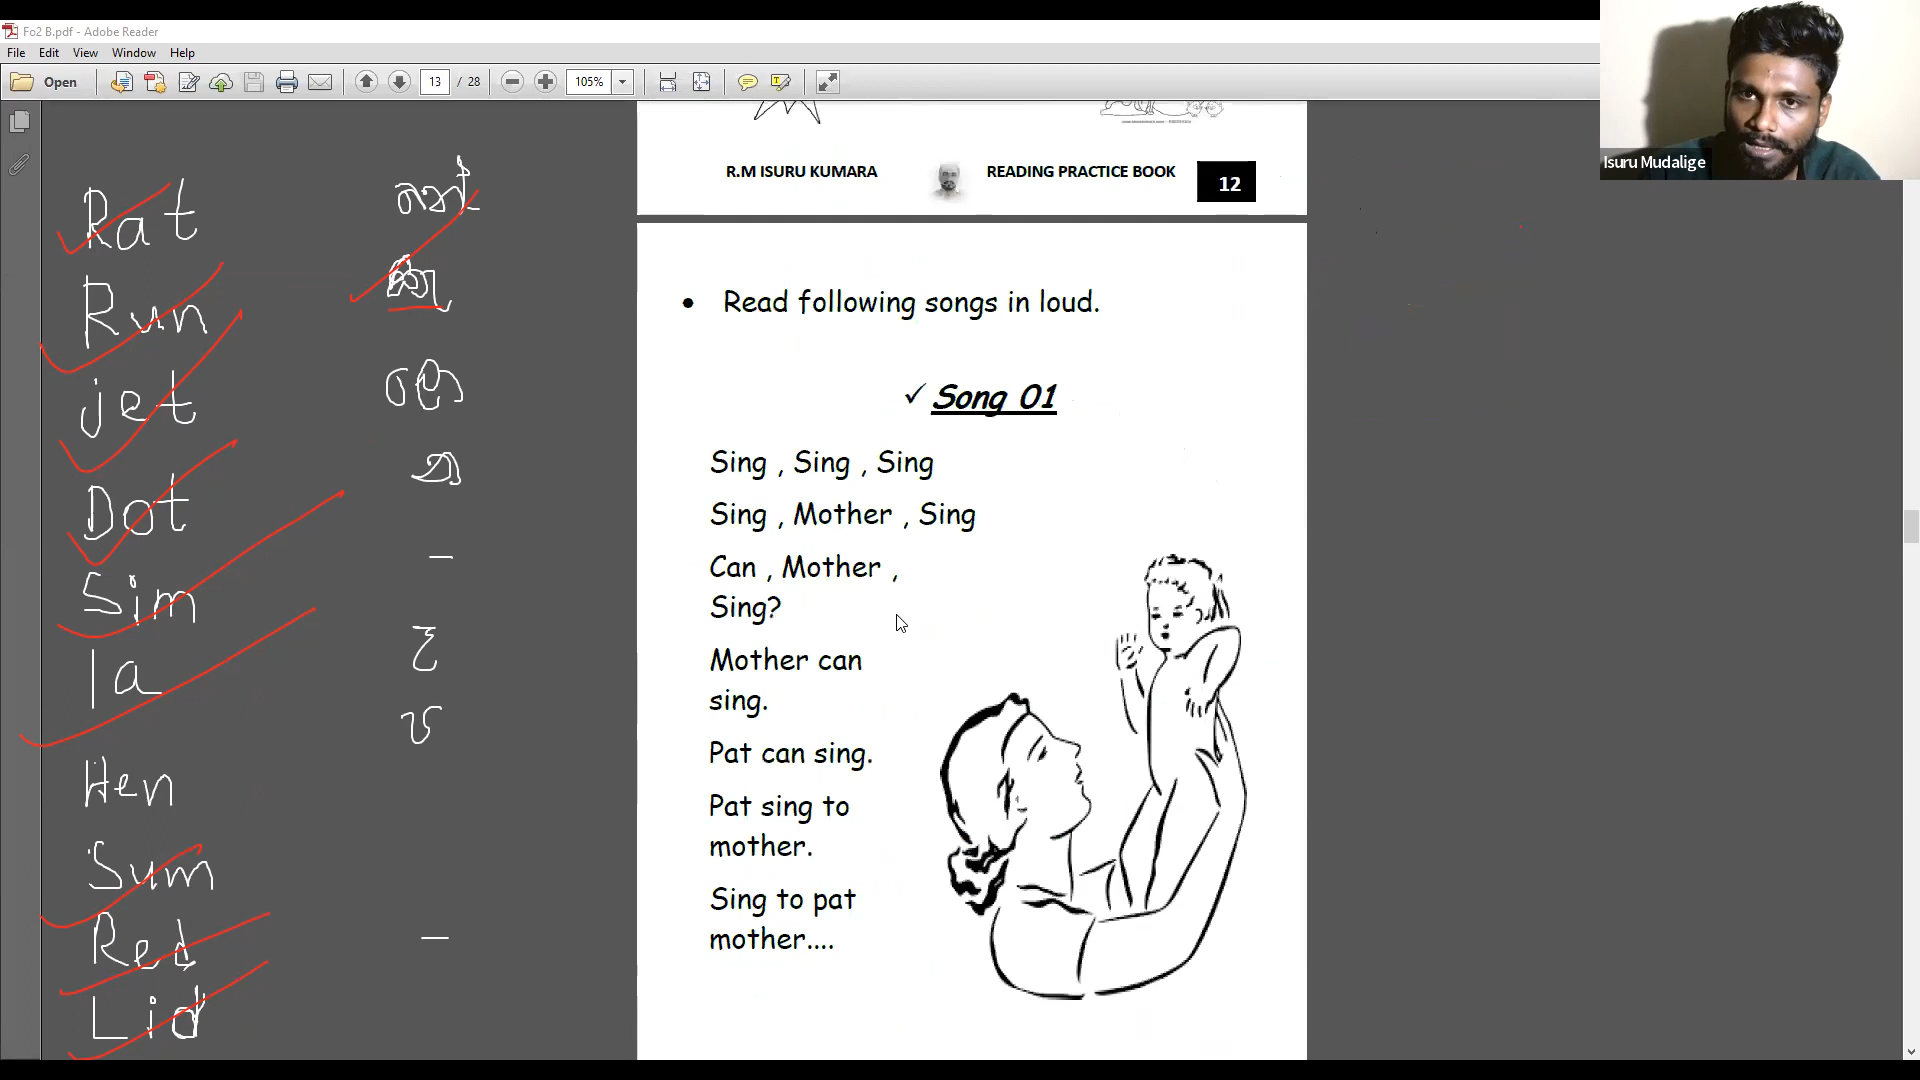 Fo2 B.pdf - Adobe Reader
File Edit View Window Help
Open 13 / 28 105%
Isuru Mudalige
R.M ISURU KUMARA READING PRACTICE BOOK 12
Rat
Run
jet
Dot
Sim
Hen
Sum
Red
Lid
• Read following songs in loud.
✓ Song 01
Sing , Sing , Sing
Sing , Mother , Sing
Can , Mother ,
Sing?
Mother can
sing.
Pat can sing.
Pat sing to
mother.
Sing to pat
mother....